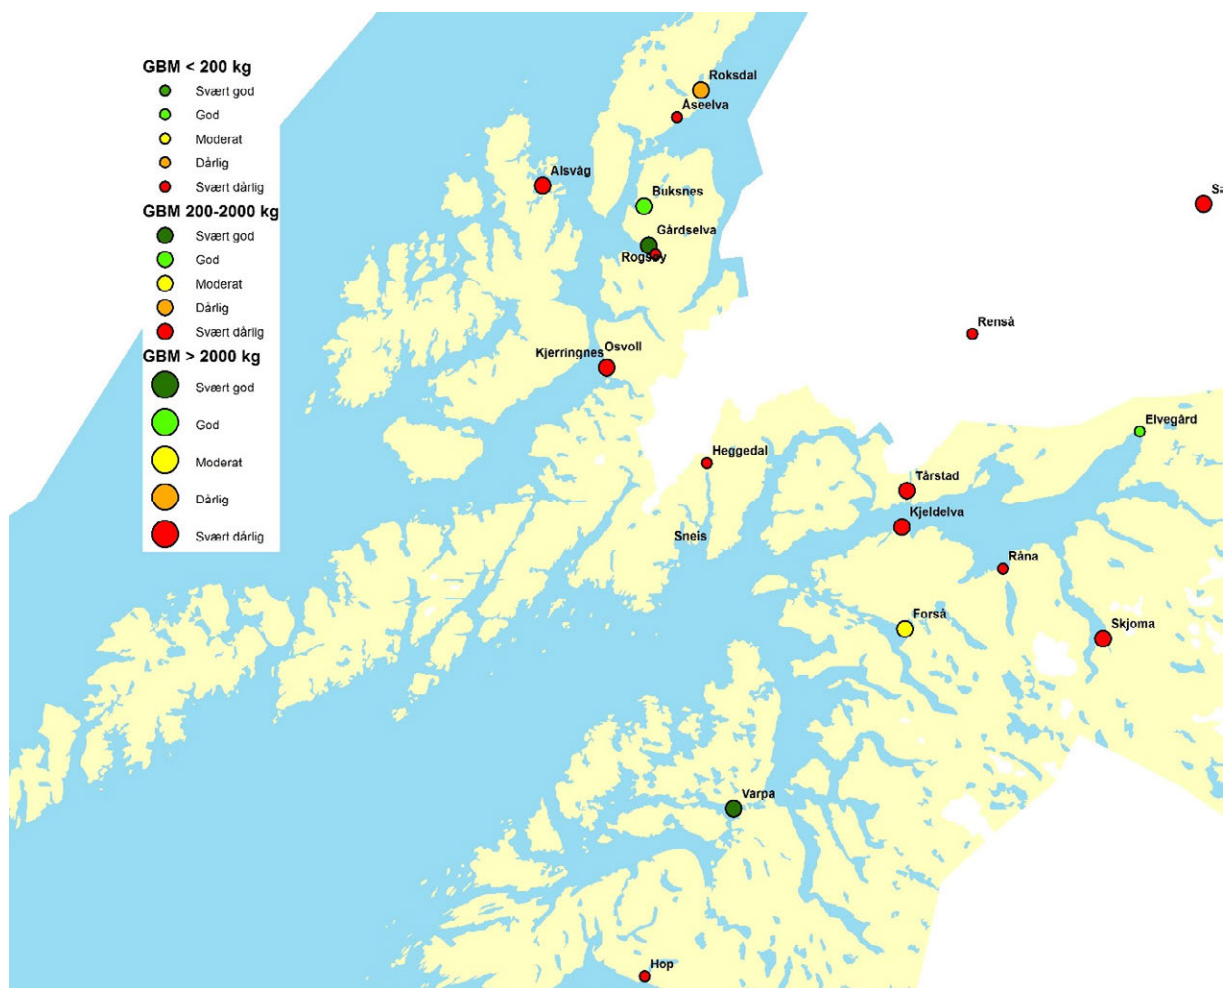 GBM < 200 kg
Svært god
God
Moderat
Dårlig
Svært dårlig
GBM 200-2000 kg
Svært god
God
Moderat
Dårlig
Svært dårlig
GBM > 2000 kg
Svært god
God
Moderat
Dårlig
Svært dårlig
Roksdal
Åseelva
Alsvåg
Buksnes
Gårdselva
Renså
Kjerringnes
Osvoll
Elvegård
Heggedal
Tårstad
Kjeldelva
Sneis
Råna
Forså
Skjoma
Varpa
Hop